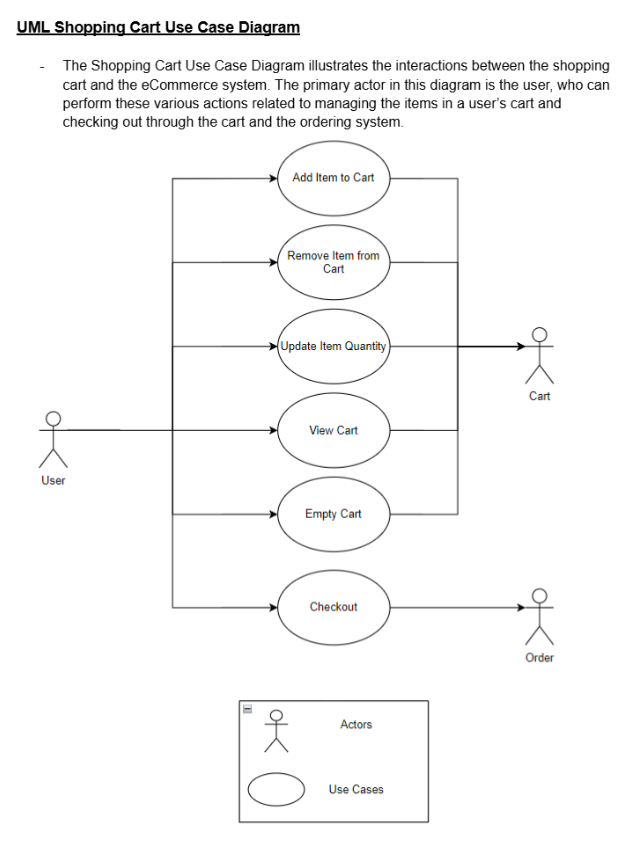 UML Shopping Cart Use Case Diagram
- The Shopping Cart Use Case Diagram illustrates the interactions between the shopping
cart and the eCommerce system. The primary actor in this diagram is the user, who can
perform these various actions related to managing the items in a user's cart and
checking out through the cart and the ordering system.
Add Item to Cart
Remove Item from
Cart
Update Item Quantity
Cart
View Cart
User
Empty Cart
Checkout
Order
Actors
Use Cases